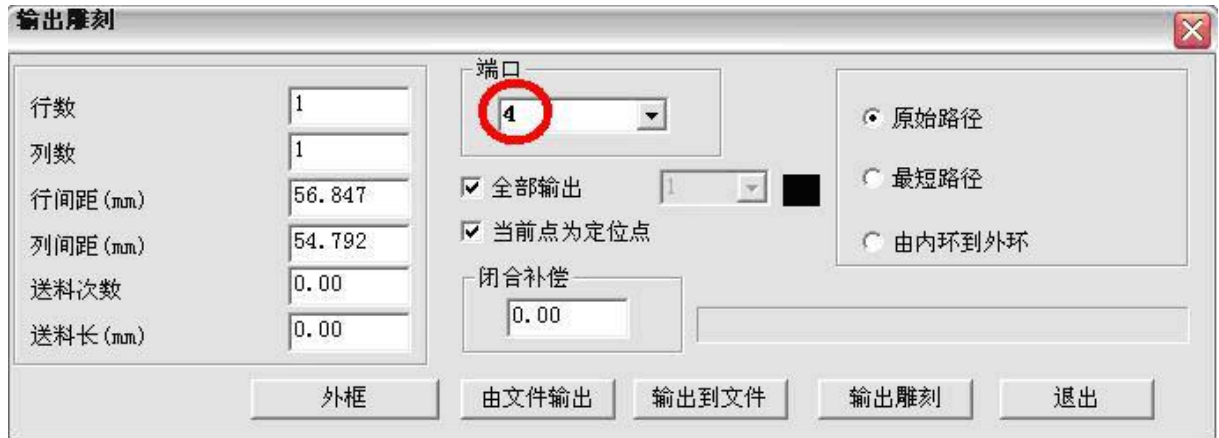 输出雕刻
行数 1
列数 1
行间距(mm) 56.847
列间距(mm) 54.792
送料次数 0.00
送料长(mm) 0.00
端口
4
全部输出 1
当前点为定位点
闭合补偿
0.00
原始路径
最短路径
由内环到外环
外框 由文件输出 输出到文件 输出雕刻 退出